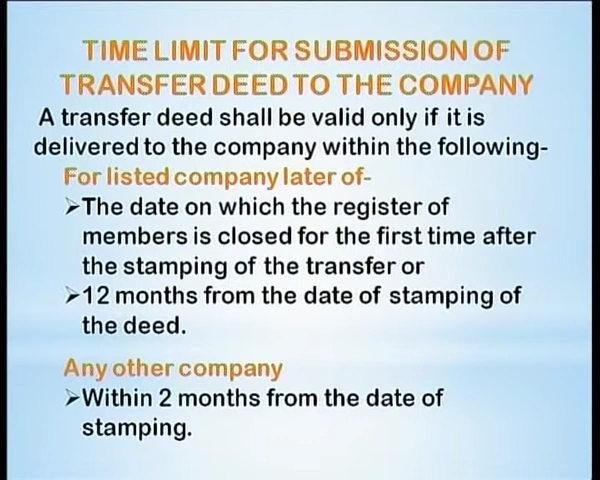 TIME LIMIT FOR SUBMISSION OF
TRANSFER DEED TO THE COMPANY
A transfer deed shall be valid only if it is
delivered to the company within the following-
For listed company later of-
➢The date on which the register of
members is closed for the first time after
the stamping of the transfer or
➢12 months from the date of stamping of
the deed.
Any other company
➢Within 2 months from the date of
stamping.